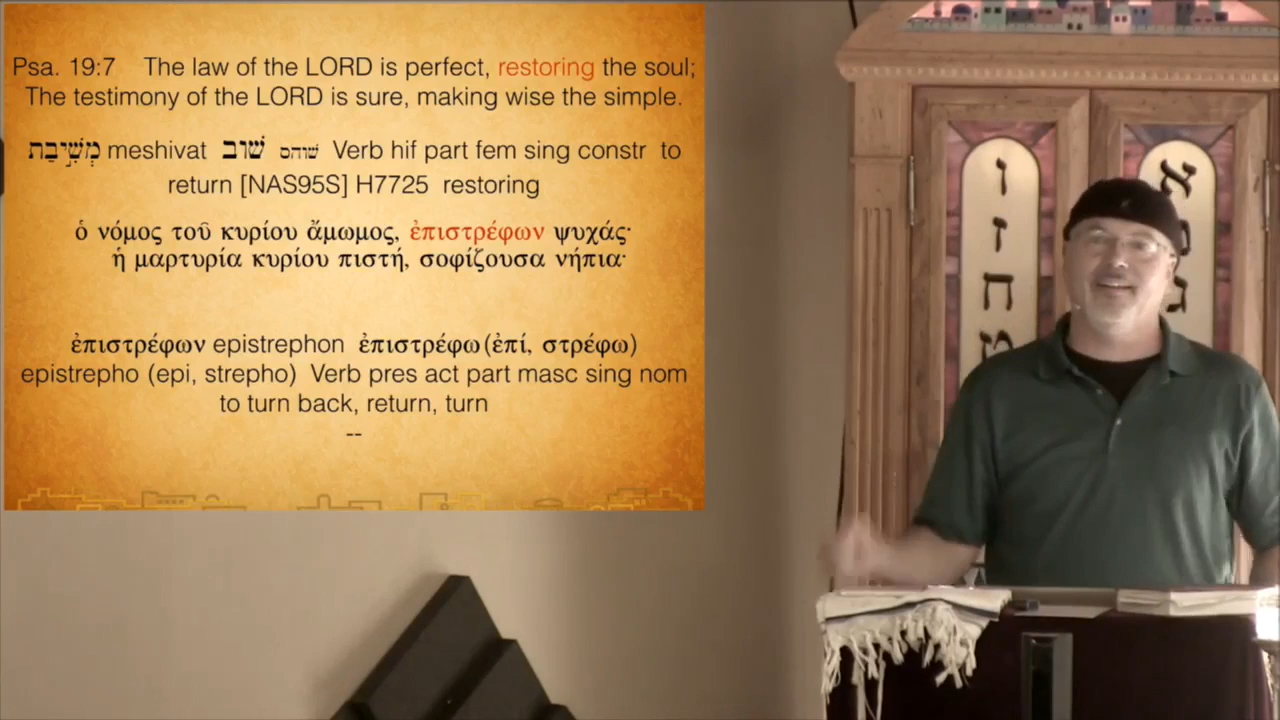 Psa. 19:7 The law of the LORD is perfect, restoring the soul;
The testimony of the LORD is sure, making wise the simple.
מְשִׁ֣יבַת meshivat שׁוּב Verb hif part fem sing constr to
return [NAS95S] H7725 restoring
ὁ νόμος τοῦ κυρίου ἄμωμος, ἐπιστρέφων ψυχάς·
ἡ μαρτυρία κυρίου πιστή, σοφίζουσα νήπια·
ἐπιστρέφων epistrephon ἐπιστρέφω (ἐπί, στρέφω)
epistrepho (epi, strepho) Verb pres act part masc sing nom
to turn back, return, turn
--
א
ג
ו
ז
ח